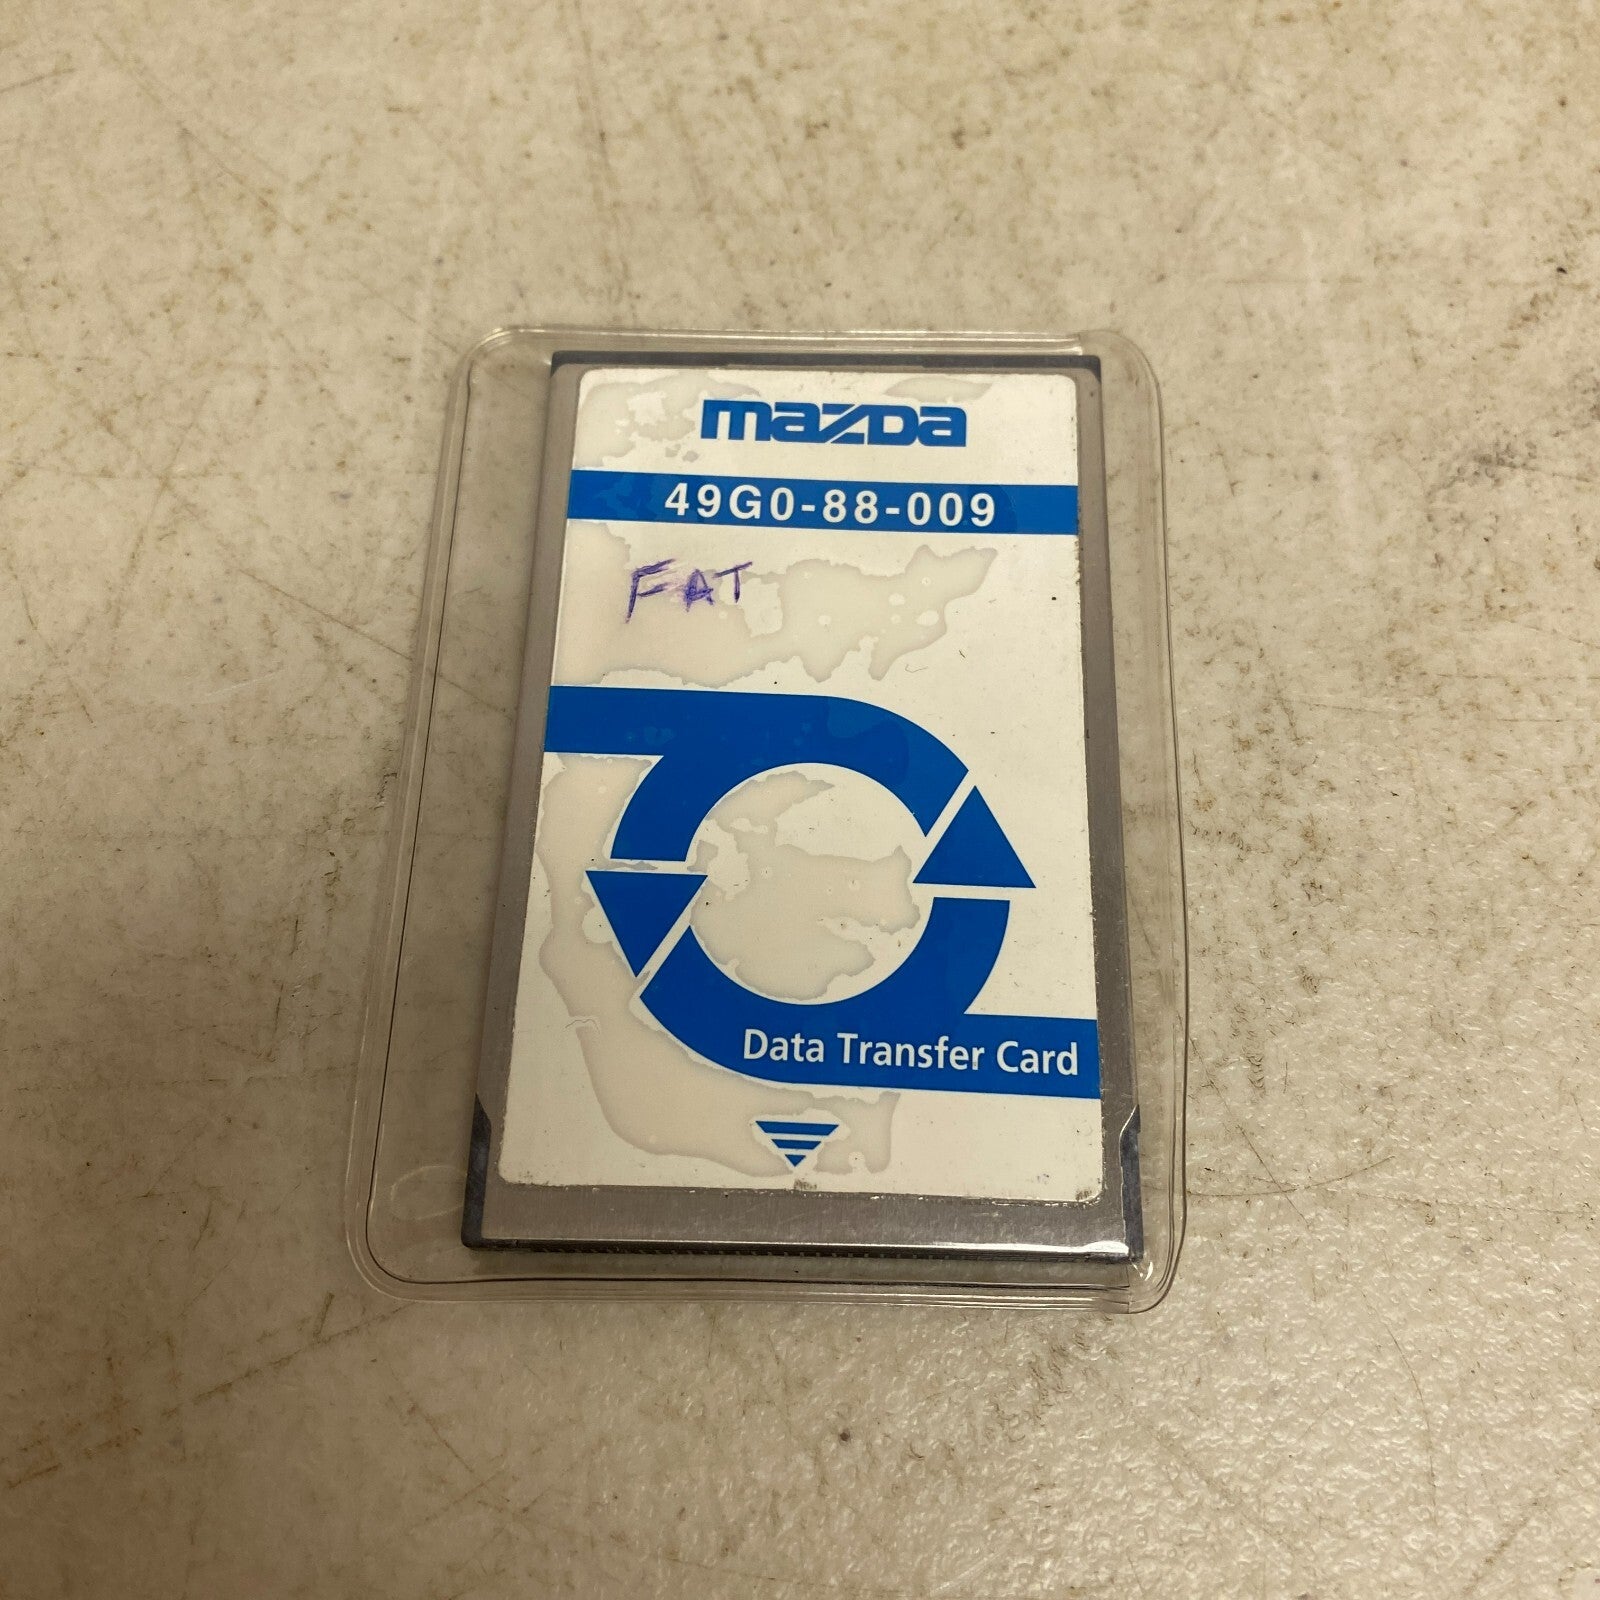 mazda
49G0-88-009
FAT
Data Transfer Card